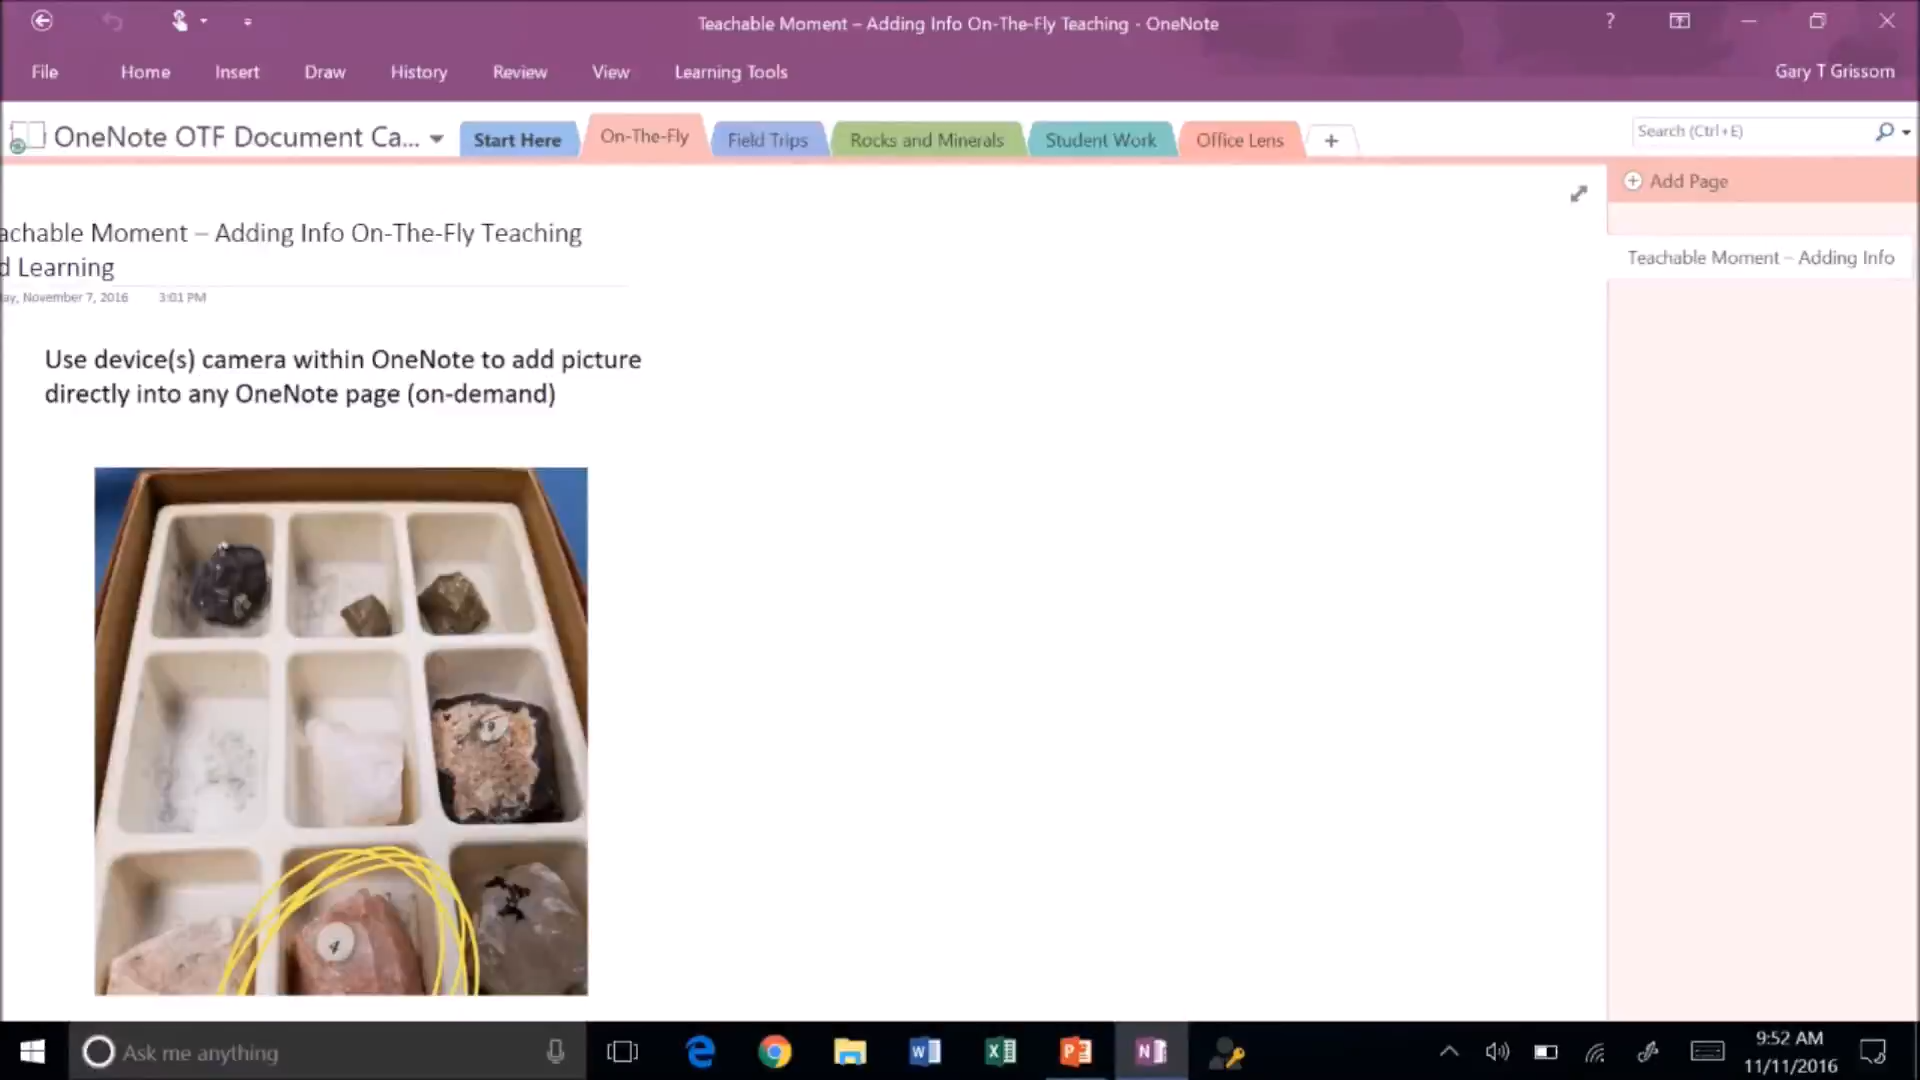 Teachable Moment – Adding Info On-The-Fly Teaching - OneNote
?
File Home Insert Draw History Review View Learning Tools
Gary T Grissom
OneNote OTF Document Ca...
Start Here
On-The-Fly
Field Trips
Rocks and Minerals
Student Work
Office Lens
+
Search (Ctrl+E)
Add Page
Teachable Moment – Adding Info
achable Moment – Adding Info On-The-Fly Teaching
d Learning
ay, November 7, 2016 3:01 PM
Use device(s) camera within OneNote to add picture
directly into any OneNote page (on-demand)
4
Ask me anything
9:52 AM
11/11/2016